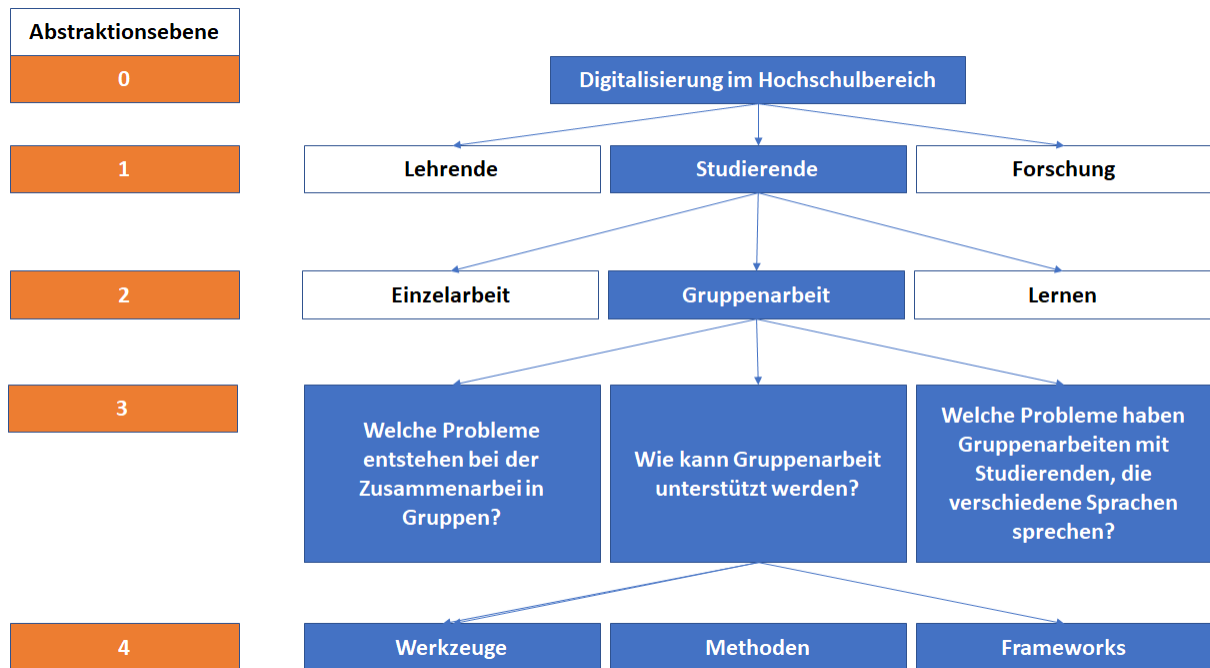 Abstraktionsebene
0
Digitalisierung im Hochschulbereich
1
Lehrende
Studierende
Forschung
2
Einzelarbeit
Gruppenarbeit
Lernen
3
Welche Probleme
entstehen bei der
Zusammenarbei in
Gruppen?
Wie kann Gruppenarbeit
unterstützt werden?
Welche Probleme haben
Gruppenarbeiten mit
Studierenden, die
verschiedene Sprachen
sprechen?
4
Werkzeuge
Methoden
Frameworks